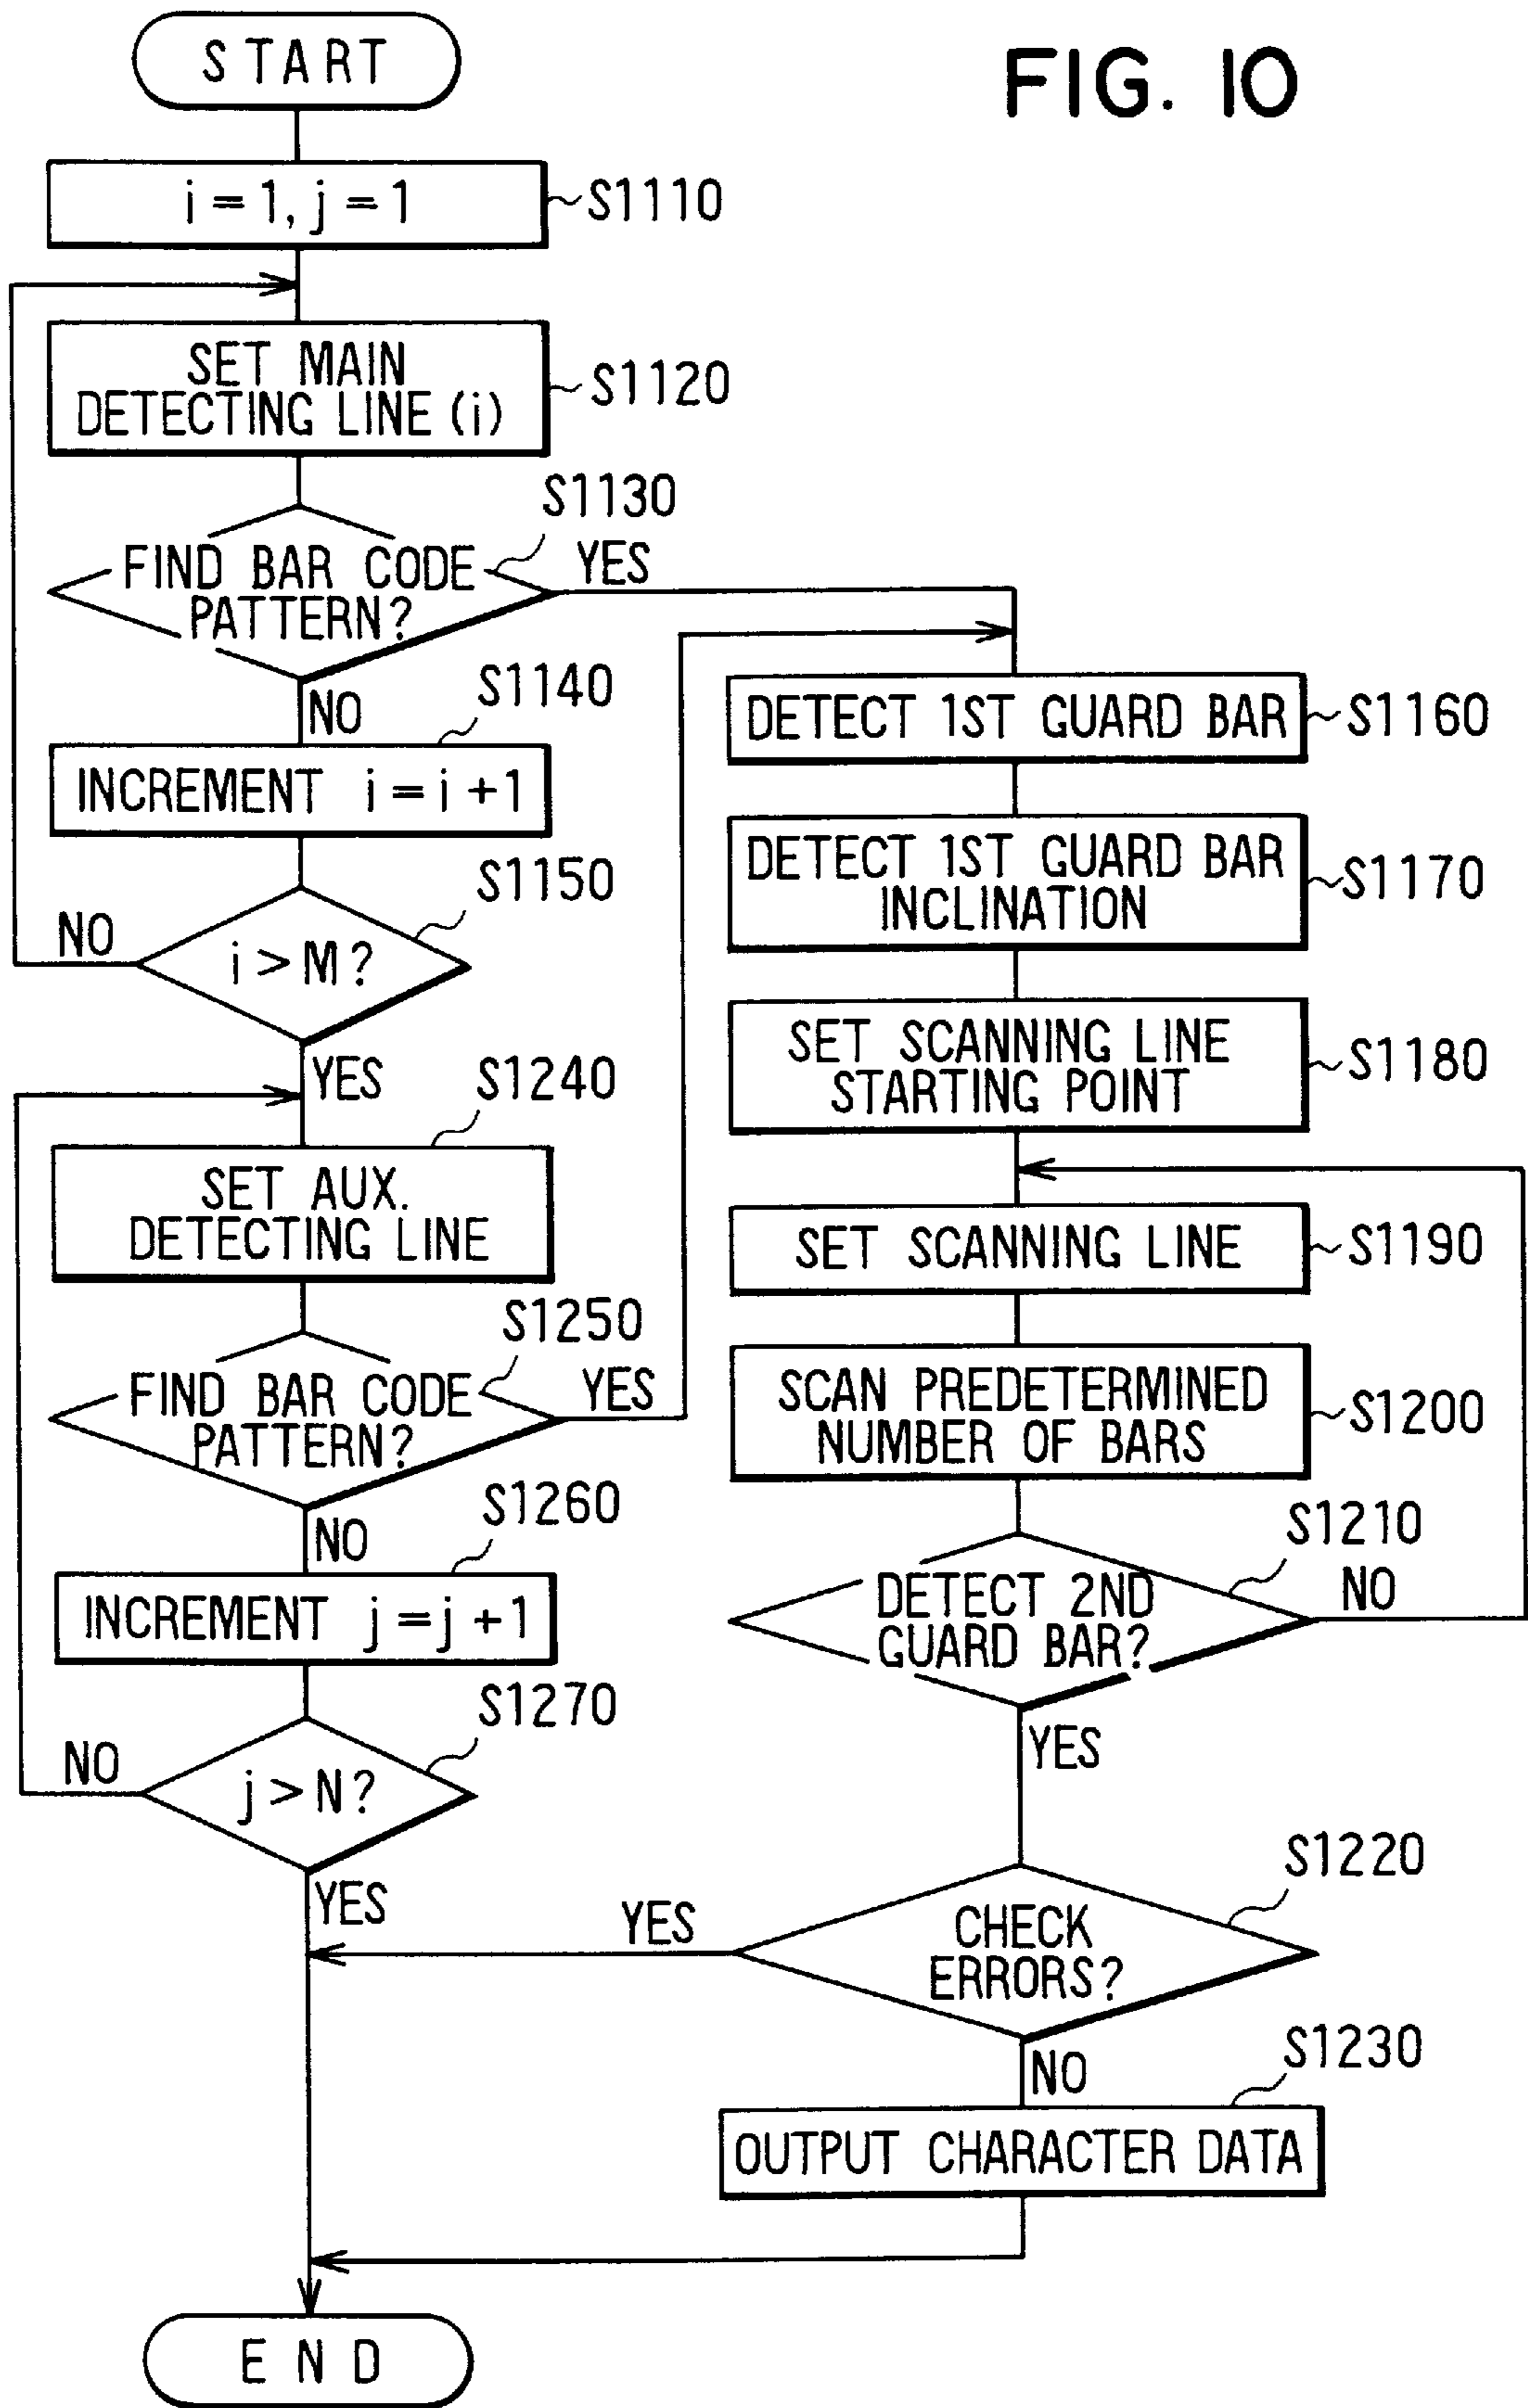 FIG. 10
START
i = 1, j = 1
S1110
SET MAIN
DETECTING LINE (i)
S1120
S1130
FIND BAR CODE
PATTERN?
YES
NO
S1140
INCREMENT i = i + 1
S1150
NO
i > M?
YES
S1240
SET AUX.
DETECTING LINE
S1250
FIND BAR CODE
PATTERN?
YES
NO
S1260
INCREMENT j = j + 1
S1270
NO
j > N?
YES
DETECT 1ST GUARD BAR
S1160
DETECT 1ST GUARD BAR
INCLINATION
S1170
SET SCANNING LINE
STARTING POINT
S1180
SET SCANNING LINE
S1190
SCAN PREDETERMINED
NUMBER OF BARS
S1200
S1210
DETECT 2ND
GUARD BAR?
NO
YES
S1220
YES
CHECK
ERRORS?
NO
S1230
OUTPUT CHARACTER DATA
END